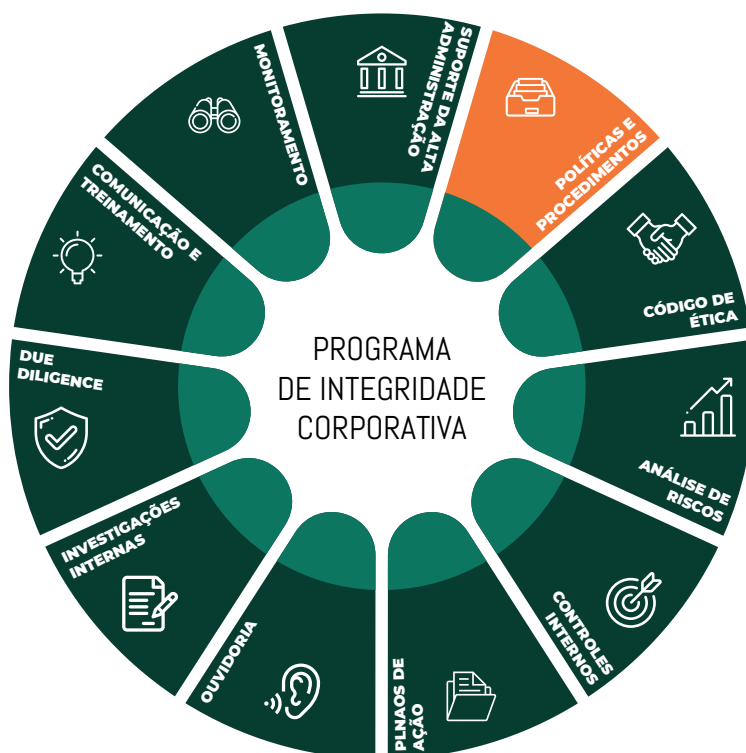 PROGRAMA
DE INTEGRIDADE
CORPORATIVA
SUPORTE DA ALTA
ADMINISTRAÇÃO
POLÍTICAS E
PROCEDIMENTOS
CÓDIGO DE
ÉTICA
ANÁLISE DE
RISCOS
CONTROLES
INTERNOS
PLNAOS DE
AÇÃO
OUVIDORIA
INVESTIGAÇÕES
INTERNAS
DUE
DILIGENCE
COMUNICAÇÃO E
TREINAMENTO
MONITORAMENTO